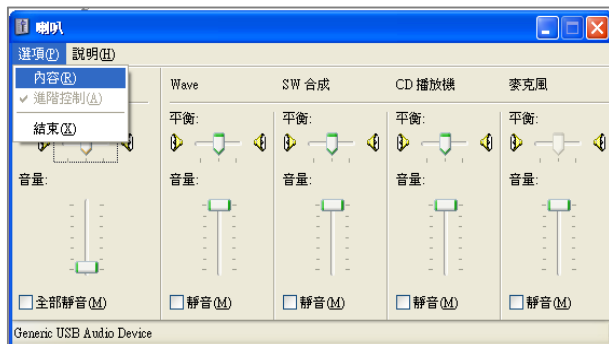 喇叭
選項(P) 說明(H)
內容(R)
進階控制(A)
結束(X)
Wave SW 合成 CD 播放機 麥克風
平衡: 平衡: 平衡: 平衡:
音量: 音量: 音量: 音量: 音量:
全部靜音(M) 靜音(M) 靜音(M) 靜音(M) 靜音(M)
Generic USB Audio Device